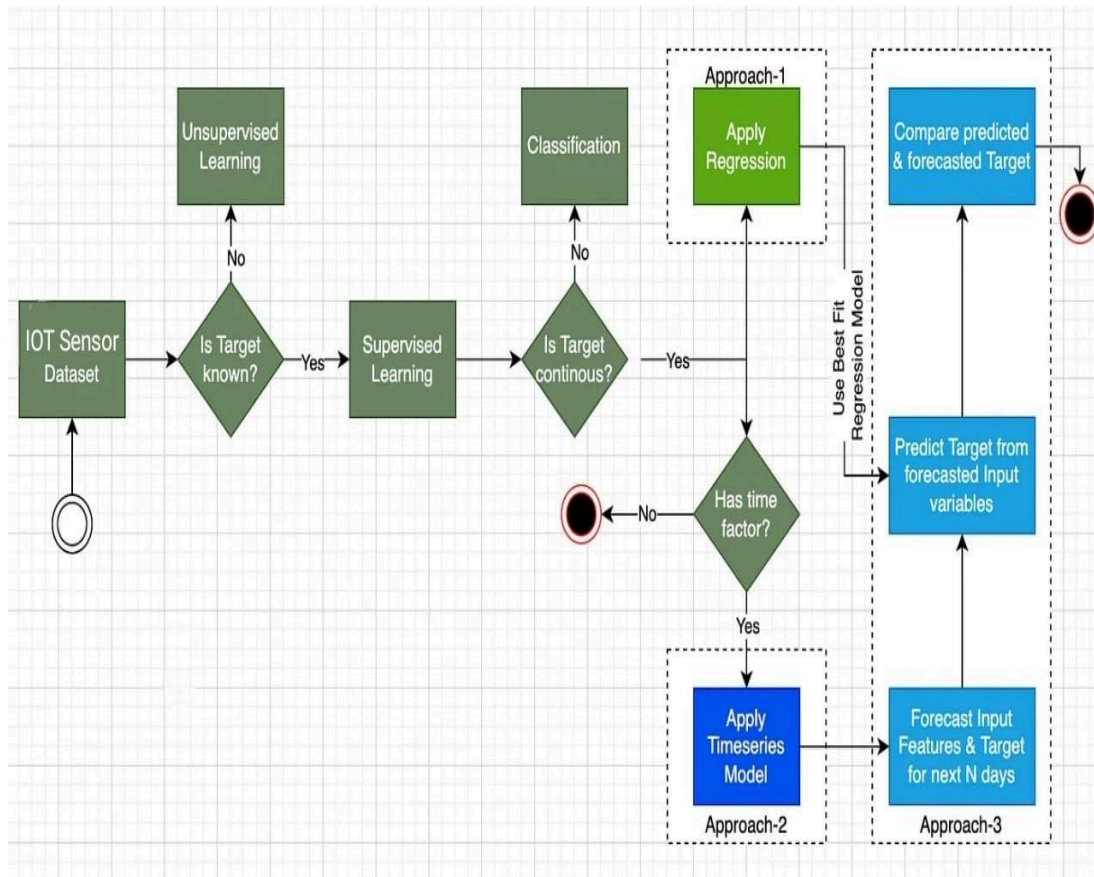 Approach-1
Unsupervised
Learning
Classification
Apply
Regression
Compare predicted
& forecasted Target
No
No
IOT Sensor
Dataset
Is Target
known?
Yes
Supervised
Learning
Is Target
continous?
Yes
Use Best Fit
Regression Model
Predict Target from
forecasted Input
variables
Has time
factor?
No
Yes
Apply
Timeseries
Model
Forecast Input
Features & Target
for next N days
Approach-2
Approach-3